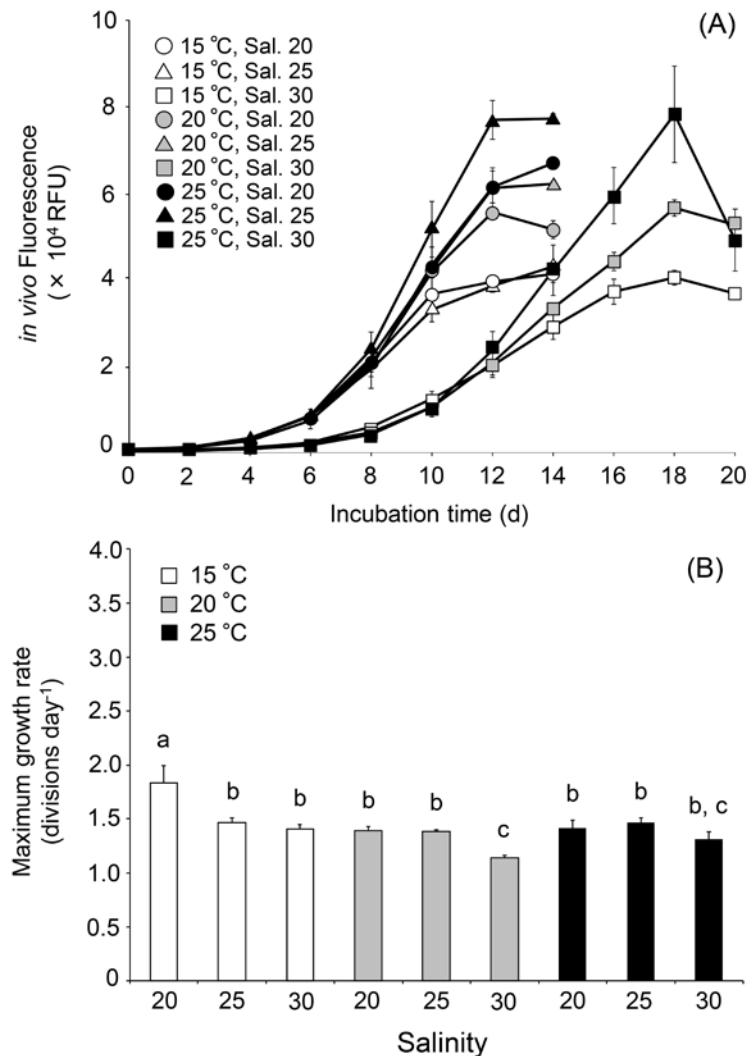 (A)
15 °C, Sal. 20
15 °C, Sal. 25
15 °C, Sal. 30
20 °C, Sal. 20
20 °C, Sal. 25
20 °C, Sal. 30
25 °C, Sal. 20
25 °C, Sal. 25
25 °C, Sal. 30
in vivo Fluorescence
(× 10⁴ RFU)
10
8
6
4
2
0
0 2 4 6 8 10 12 14 16 18 20
Incubation time (d)
(B)
15 °C
20 °C
25 °C
Maximum growth rate
(divisions day⁻¹)
4.0
3.5
3.0
2.5
2.0
1.5
1.0
0.5
0
a b b b b c b b b, c
20 25 30 20 25 30 20 25 30
Salinity